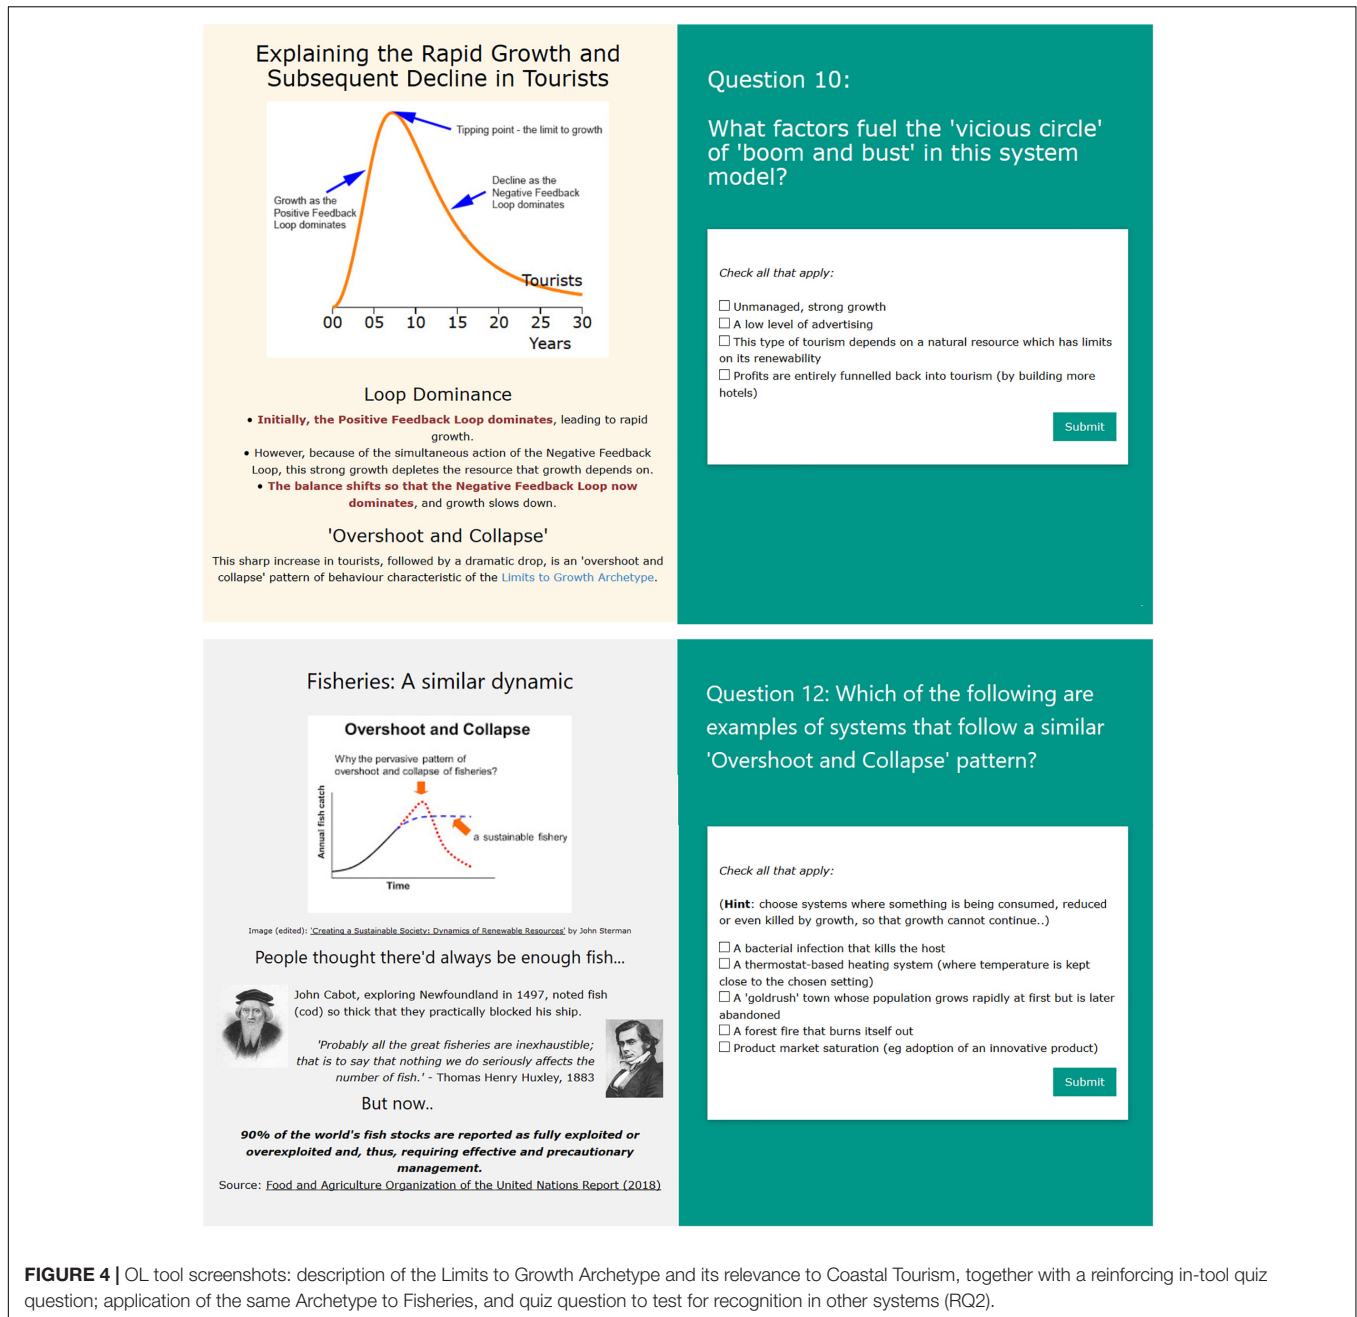 Explaining the Rapid Growth and
Subsequent Decline in Tourists
Tipping point - the limit to growth
Decline as the
Negative Feedback
Loop dominates
Growth as the
Positive Feedback
Loop dominates
Tourists
00 05 10 15 20 25 30
Years
Loop Dominance
• Initially, the Positive Feedback Loop dominates, leading to rapid
growth.
• However, because of the simultaneous action of the Negative Feedback
Loop, this strong growth depletes the resource that growth depends on.
• The balance shifts so that the Negative Feedback Loop now
dominates, and growth slows down.
'Overshoot and Collapse'
This sharp increase in tourists, followed by a dramatic drop, is an 'overshoot and
collapse' pattern of behaviour characteristic of the Limits to Growth Archetype.
Question 10:
What factors fuel the 'vicious circle'
of 'boom and bust' in this system
model?
Check all that apply:
Unmanaged, strong growth
A low level of advertising
This type of tourism depends on a natural resource which has limits
on its renewability
Profits are entirely funnelled back into tourism (by building more
hotels)
Submit
Fisheries: A similar dynamic
Overshoot and Collapse
Why the pervasive pattern of
overshoot and collapse of fisheries?
Annual fish catch
a sustainable fishery
Time
Image (edited): 'Creating a Sustainable Society: Dynamics of Renewable Resources' by John Sterman
People thought there'd always be enough fish...
John Cabot, exploring Newfoundland in 1497, noted fish
(cod) so thick that they practically blocked his ship.
'Probably all the great fisheries are inexhaustible;
that is to say that nothing we do seriously affects the
number of fish.' - Thomas Henry Huxley, 1883
But now..
90% of the world's fish stocks are reported as fully exploited or
overexploited and, thus, requiring effective and precautionary
management.
Source: Food and Agriculture Organization of the United Nations Report (2018)
Question 12: Which of the following are
examples of systems that follow a similar
'Overshoot and Collapse' pattern?
Check all that apply:
(Hint: choose systems where something is being consumed, reduced
or even killed by growth, so that growth cannot continue..)
A bacterial infection that kills the host
A thermostat-based heating system (where temperature is kept
close to the chosen setting)
A 'goldrush' town whose population grows rapidly at first but is later
abandoned
A forest fire that burns itself out
Product market saturation (eg adoption of an innovative product)
Submit
FIGURE 4 | OL tool screenshots: description of the Limits to Growth Archetype and its relevance to Coastal Tourism, together with a reinforcing in-tool quiz
question; application of the same Archetype to Fisheries, and quiz question to test for recognition in other systems (RQ2).